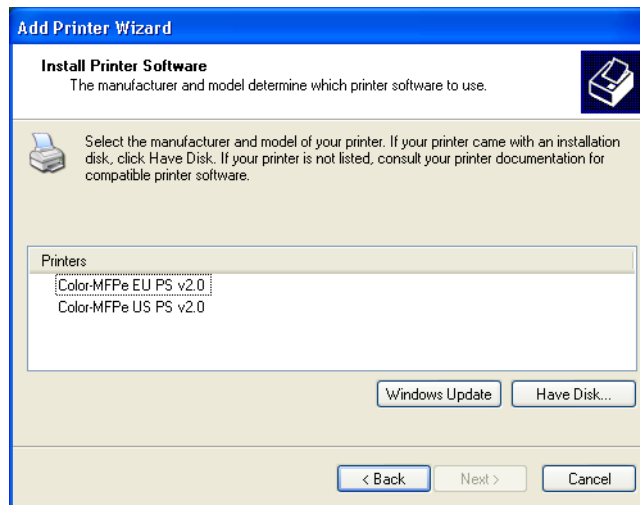 Add Printer Wizard
Install Printer Software
The manufacturer and model determine which printer software to use.
Select the manufacturer and model of your printer. If your printer came with an installation
disk, click Have Disk. If your printer is not listed, consult your printer documentation for
compatible printer software.
Printers
Color-MFPe EU PS v2.0
Color-MFPe US PS v2.0
Windows Update
Have Disk...
< Back
Next >
Cancel